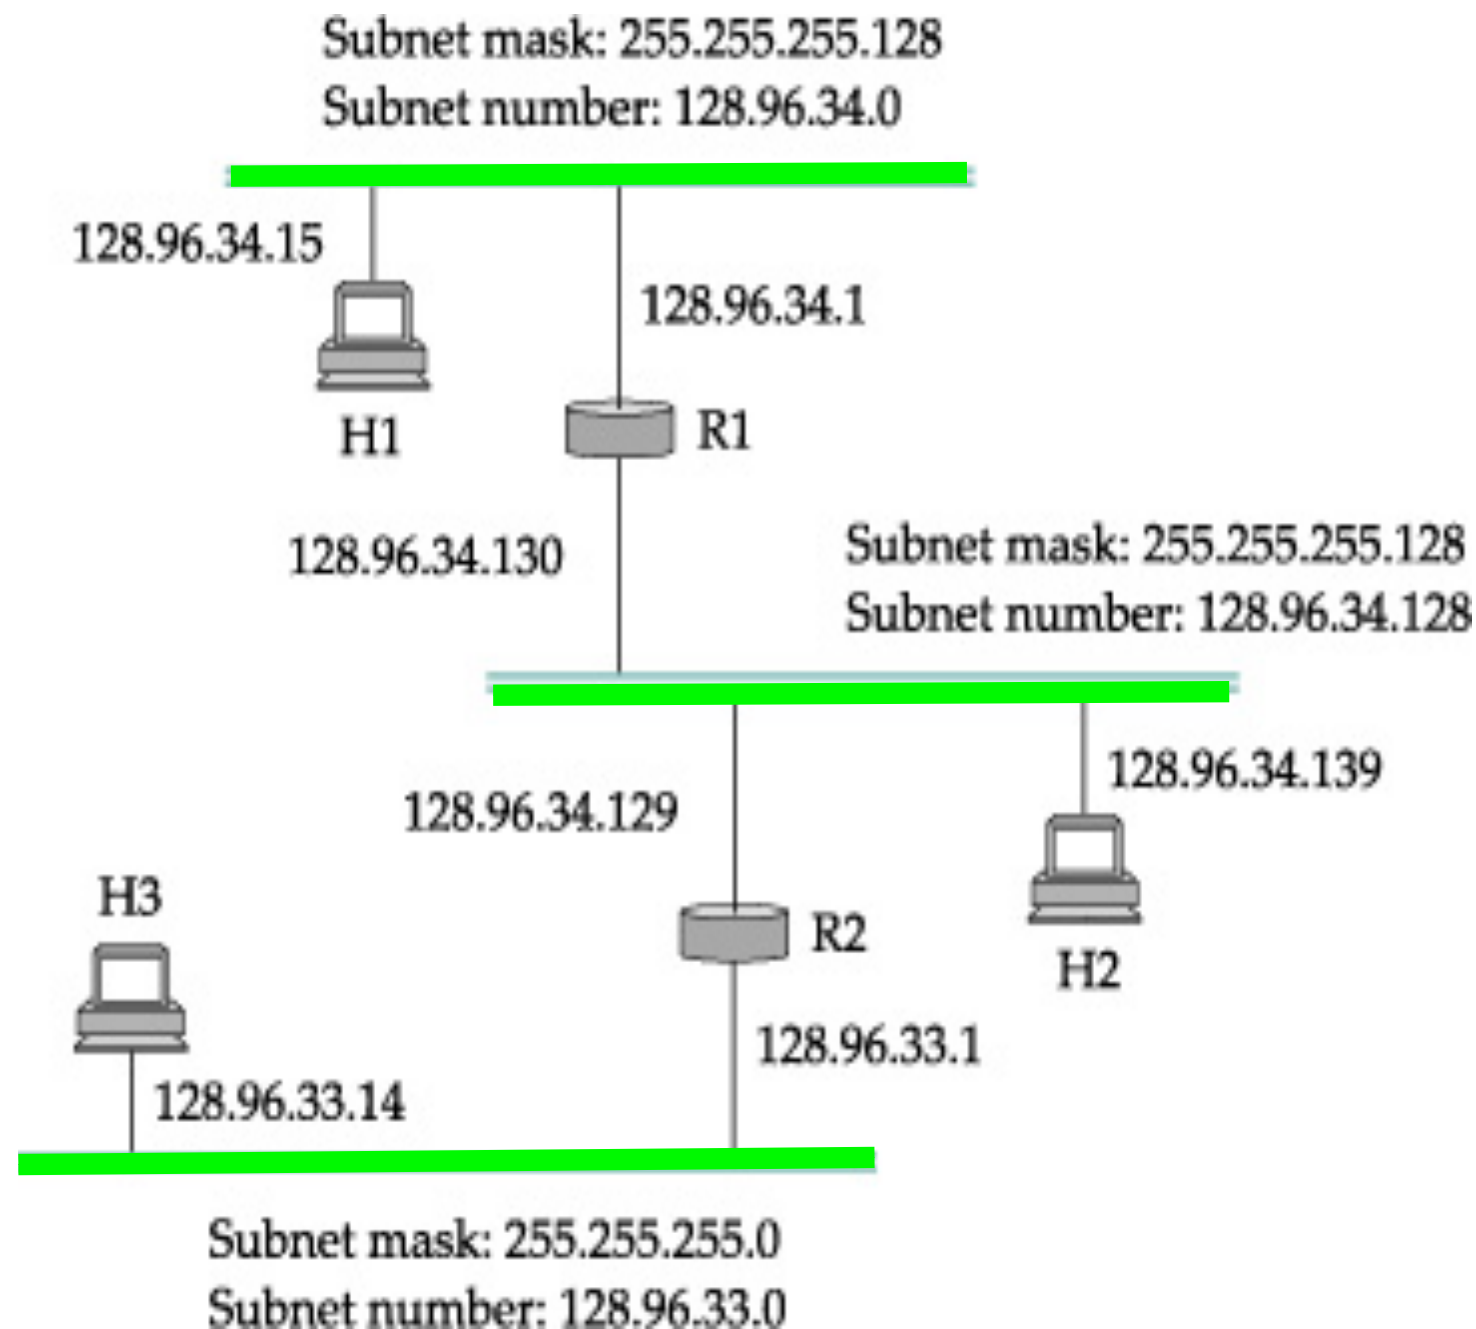 Subnet mask: 255.255.255.128
Subnet number: 128.96.34.0
128.96.34.15
128.96.34.1
H1
R1
128.96.34.130
Subnet mask: 255.255.255.128
Subnet number: 128.96.34.128
128.96.34.139
128.96.34.129
H3
R2
H2
128.96.33.1
128.96.33.14
Subnet mask: 255.255.255.0
Subnet number: 128.96.33.0